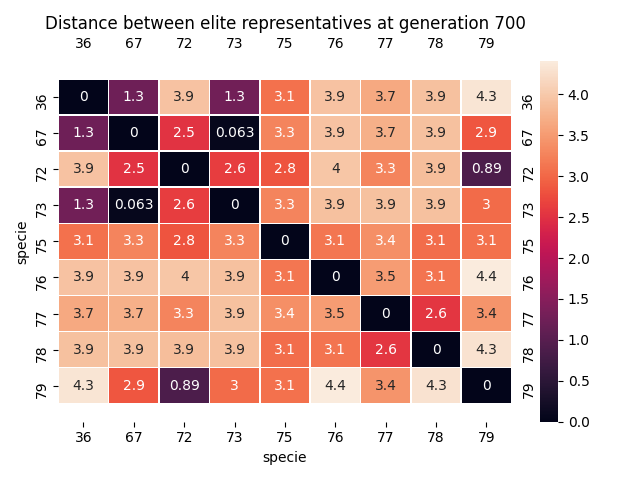 Distance between elite representatives at generation 700
36 67 72 73 75 76 77 78 79
36 0 1.3 3.9 1.3 3.1 3.9 3.7 3.9 4.3 36
67 1.3 0 2.5 0.063 3.3 3.9 3.7 3.9 2.9 67
72 3.9 2.5 0 2.6 2.8 4 3.3 3.9 0.89 72
73 1.3 0.063 2.6 0 3.3 3.9 3.9 3.9 3 73
75 3.1 3.3 2.8 3.3 0 3.1 3.4 3.1 3.1 75
76 3.9 3.9 4 3.9 3.1 0 3.5 3.1 4.4 76
77 3.7 3.7 3.3 3.9 3.4 3.5 0 2.6 3.4 77
78 3.9 3.9 3.9 3.9 3.1 3.1 2.6 0 4.3 78
79 4.3 2.9 0.89 3 3.1 4.4 3.4 4.3 0 79
36 67 72 73 75 76 77 78 79
specie
specie
4.0
3.5
3.0
2.5
2.0
1.5
1.0
0.5
0.0